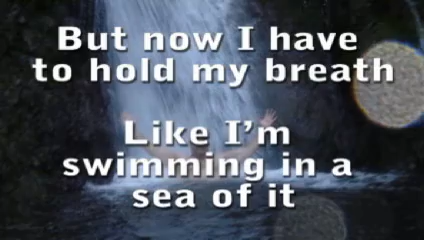 But now I have
to hold my breath
Like I'm
swimming in a
sea of it